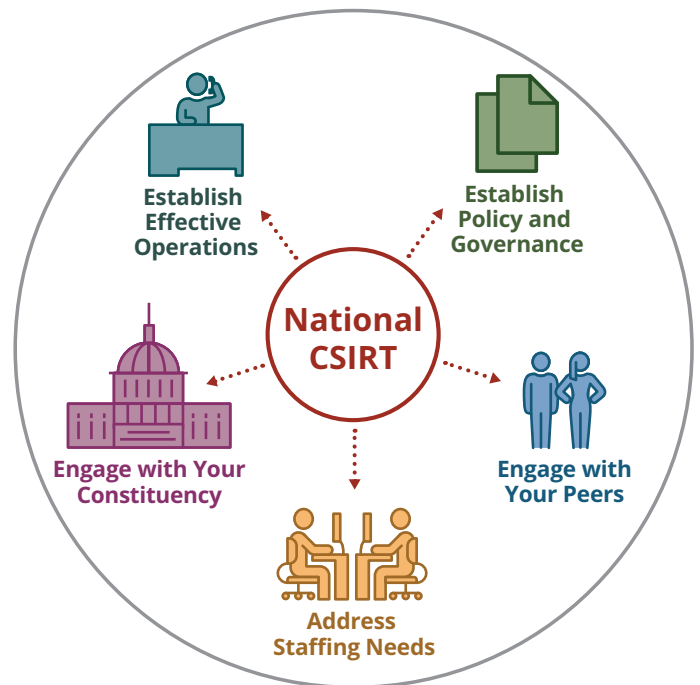 Establish
Effective
Operations
Establish
Policy and
Governance
National
CSIRT
Engage with Your
Constituency
Engage with
Your Peers
Address
Staffing Needs